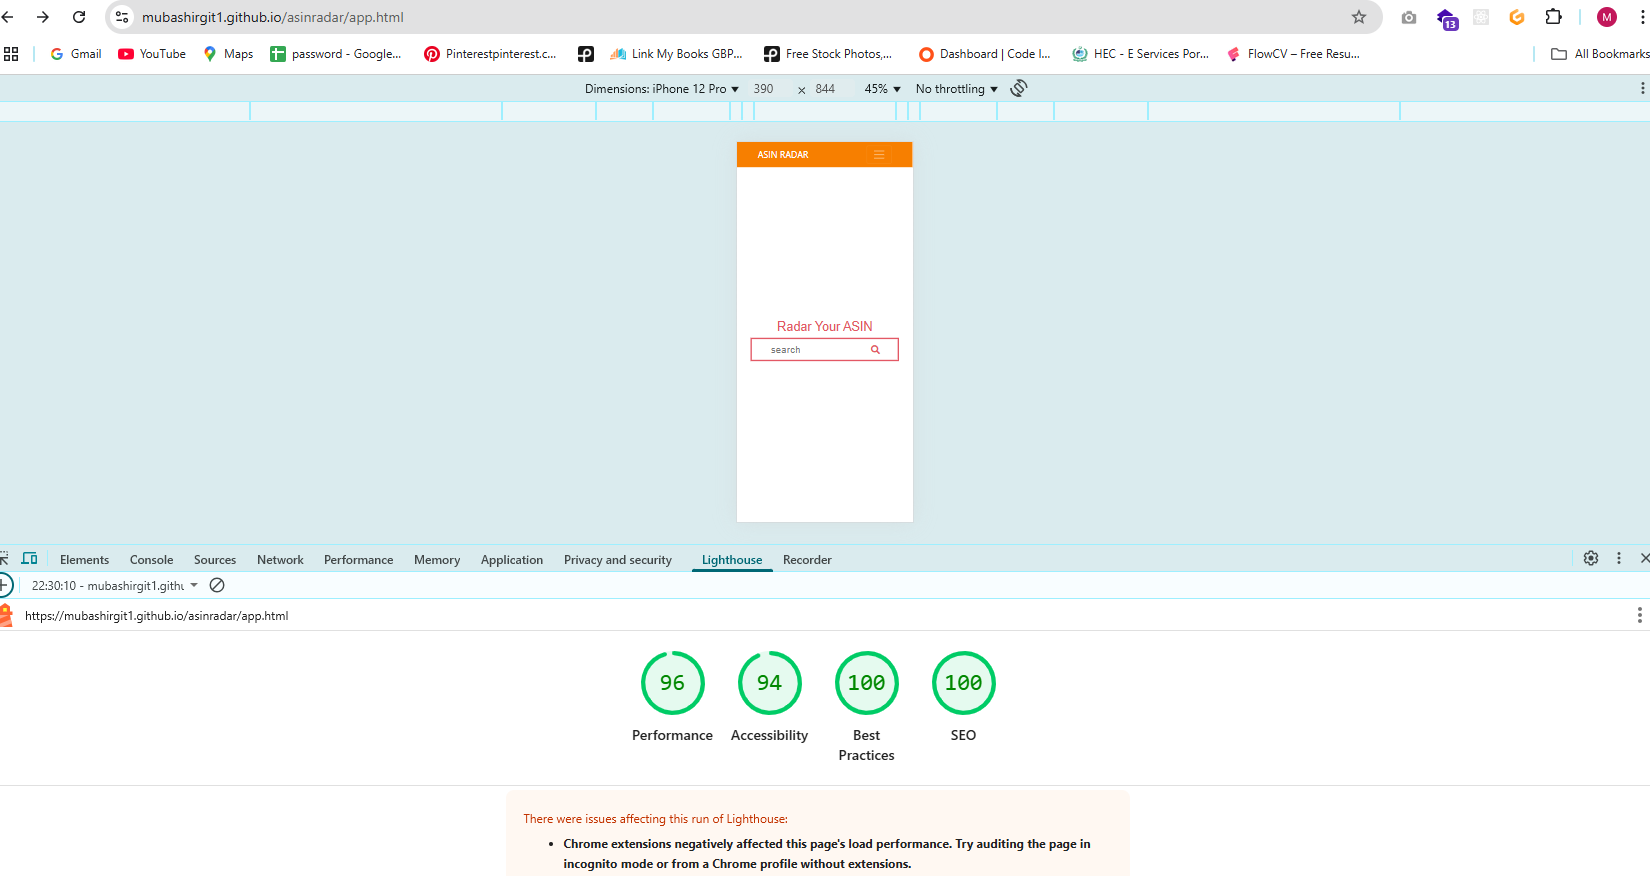 mubashirgit1.github.io/asinradar/app.html
13
M
Gmail YouTube Maps password - Google... Pinterestpinterest.c... Link My Books GBP... Free Stock Photos,... Dashboard | Code I... HEC - E Services Por... FlowCV – Free Resu... All Bookmarks
Dimensions: iPhone 12 Pro ▼ 390 × 844 45% ▼ No throttling ▼
ASIN RADAR
Radar Your ASIN
search
Elements Console Sources Network Performance Memory Application Privacy and security Lighthouse Recorder
22:30:10 - mubashirgit1.githu
https://mubashirgit1.github.io/asinradar/app.html
96 94 100 100
Performance Accessibility Best Practices SEO
There were issues affecting this run of Lighthouse:
• Chrome extensions negatively affected this page's load performance. Try auditing the page in
incognito mode or from a Chrome profile without extensions.